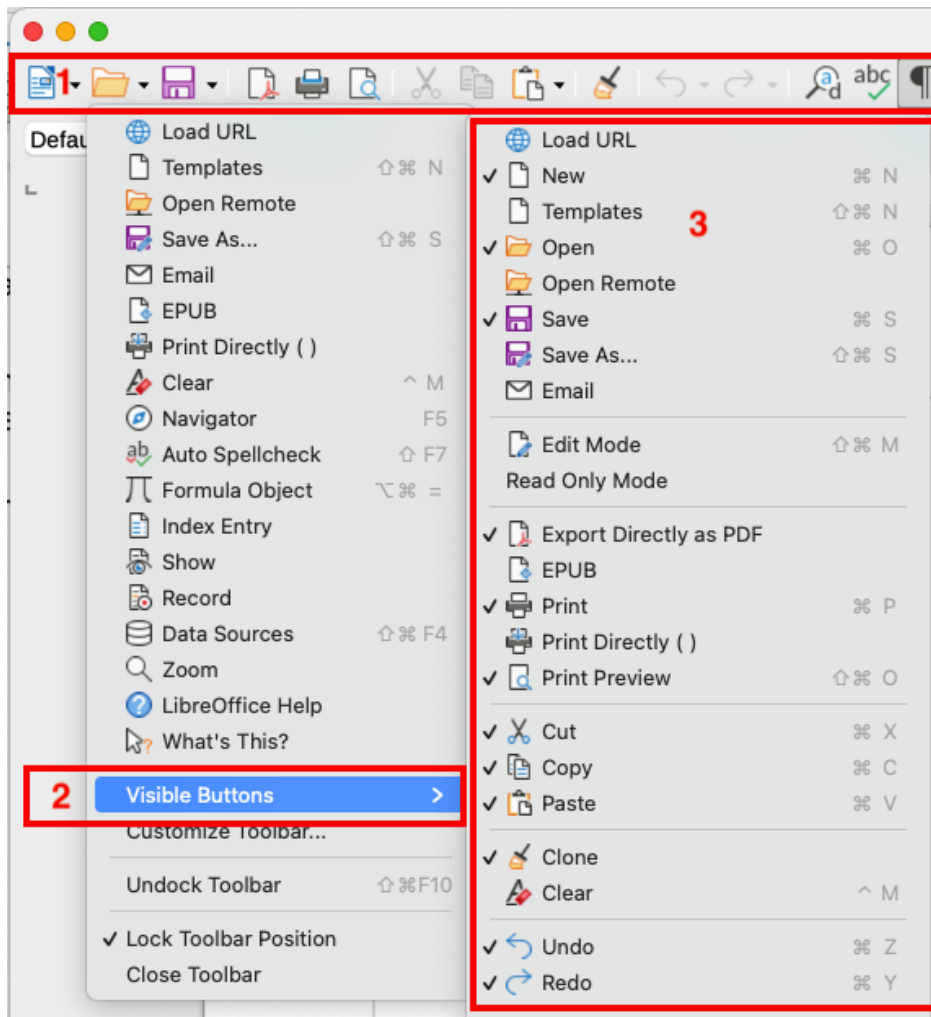 1
abc
a
d
¶
Defau
Load URL
Templates ⇧⌘ N
Open Remote
Save As... ⇧⌘ S
Email
EPUB
Print Directly ( )
Clear ^ M
Navigator F5
Auto Spellcheck ⇧ F7
Formula Object ⌥⌘ =
Index Entry
Show
Record
Data Sources ⇧⌘ F4
Zoom
LibreOffice Help
What's This?
2 Visible Buttons >
Customize Toolbar...
Undock Toolbar ⇧⌘F10
✓ Lock Toolbar Position
Close Toolbar
3
Load URL
✓ New ⌘ N
Templates ⇧⌘ N
✓ Open ⌘ O
Open Remote
✓ Save ⌘ S
Save As... ⇧⌘ S
Email
Edit Mode ⇧⌘ M
Read Only Mode
✓ Export Directly as PDF
EPUB
✓ Print ⌘ P
Print Directly ( )
✓ Print Preview ⇧⌘ O
✓ Cut ⌘ X
✓ Copy ⌘ C
✓ Paste ⌘ V
✓ Clone
Clear ^ M
✓ Undo ⌘ Z
✓ Redo ⌘ Y